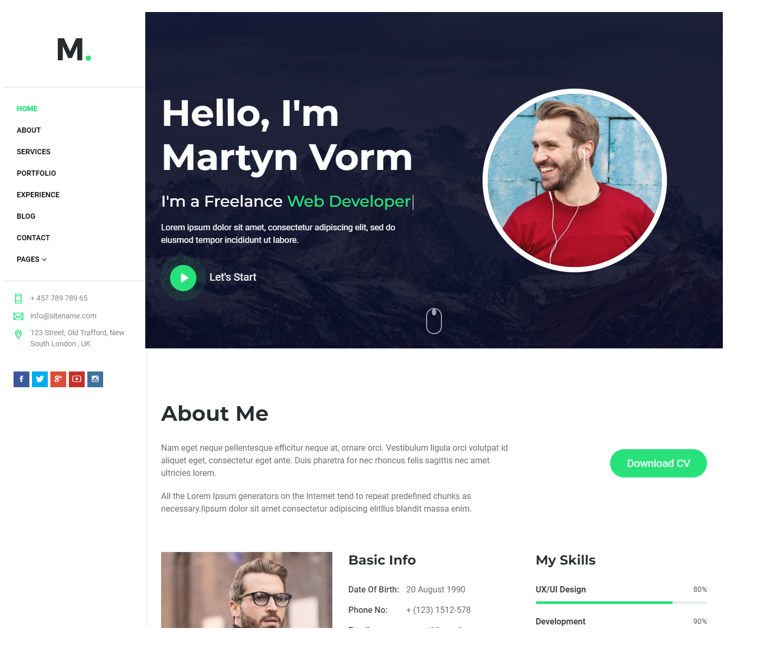 M.
HOME
ABOUT
SERVICES
PORTFOLIO
EXPERIENCE
BLOG
CONTACT
PAGES
+ 457 789 789 65
info@sitename.com
123 Street, Old Trafford, New
South London , UK
Hello, I'm
Martyn Vorm
I'm a Freelance Web Developer|
Lorem ipsum dolor sit amet, consectetur adipiscing elit, sed do
eiusmod tempor incididunt ut labore.
Let's Start
About Me
Nam eget neque pellentesque efficitur neque at, ornare orci. Vestibulum ligula orci volutpat id
aliquet eget, consectetur eget ante. Duis pharetra for nec rhoncus felis sagittis nec amet
ultricies lorem.
All the Lorem Ipsum generators on the Internet tend to repeat predefined chunks as
necessary.Iipsum dolor sit amet consectetur adipiscing elitllus blandit massa enim.
Download CV
Basic Info
Date Of Birth: 20 August 1990
Phone No: + (123) 1512-578
My Skills
UX/UI Design 80%
Development 90%